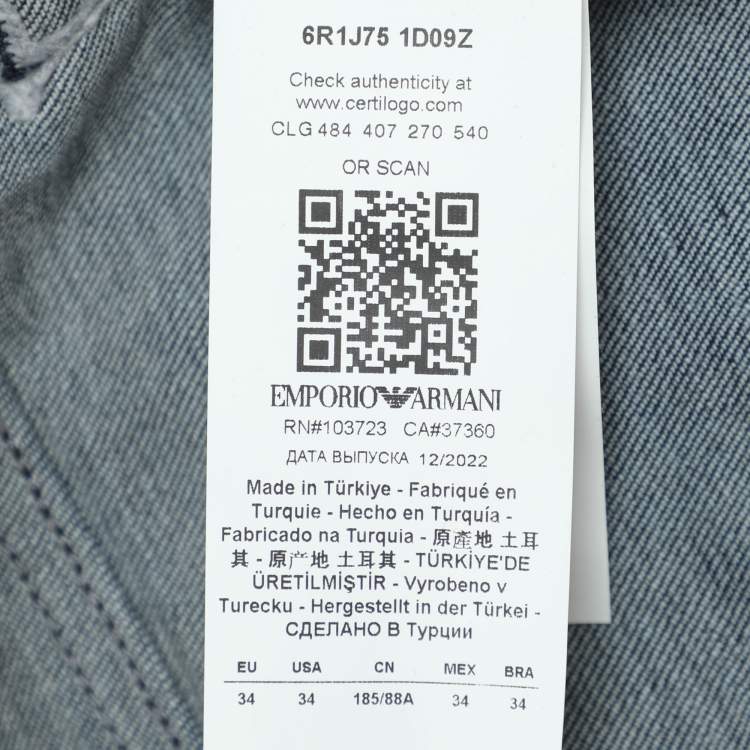 6R1J75 1D09Z
Check authenticity at
www.certilogo.com
CLG 484 407 270 540
OR SCAN
EMPORIO ARMANI
RN#103723 CA#37360
ДАТА ВЫПУСКА 12/2022
Made in Türkiye - Fabriqué en
Turquie - Hecho en Turquía -
Fabricado na Turquia - 原產地 土耳
其 - 原产地 土耳其 - TÜRKİYE'DE
ÜRETİLMİŞTİR - Vyrobeno v
Turecku - Hergestellt in der Türkei -
СДЕЛАНО В Турции
EU USA CN MEX BRA
34 34 185/88A 34 34